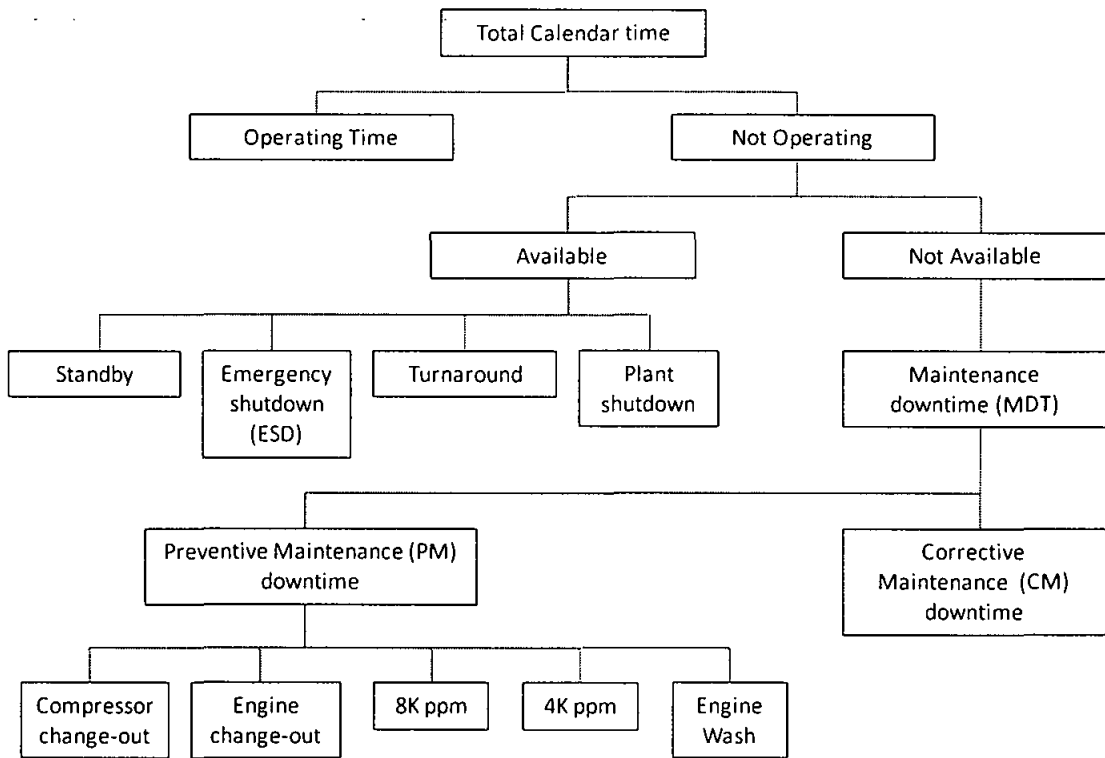 Total Calendar time
Operating Time
Not Operating
Available
Not Available
Standby
Emergency
shutdown
(ESD)
Turnaround
Plant
shutdown
Maintenance
downtime (MDT)
Preventive Maintenance (PM)
downtime
Corrective
Maintenance (CM)
downtime
Compressor
change-out
Engine
change-out
8K ppm
4K ppm
Engine
Wash